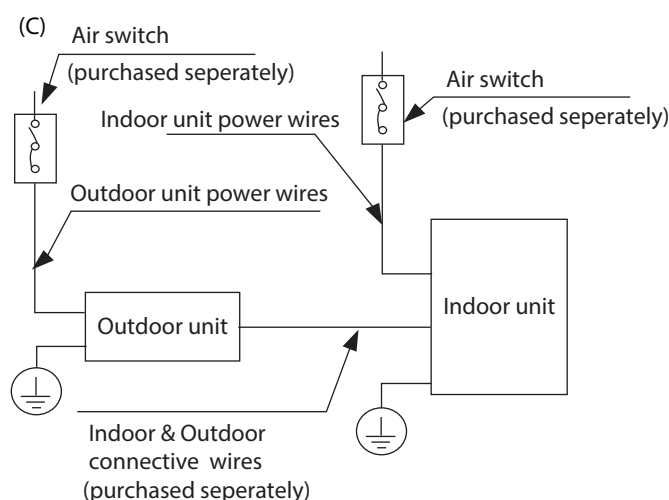 (C)
Air switch
(purchased seperately)
Air switch
(purchased seperately)
Indoor unit power wires
Outdoor unit power wires
Outdoor unit
Indoor unit
Indoor & Outdoor
connective wires
(purchased seperately)